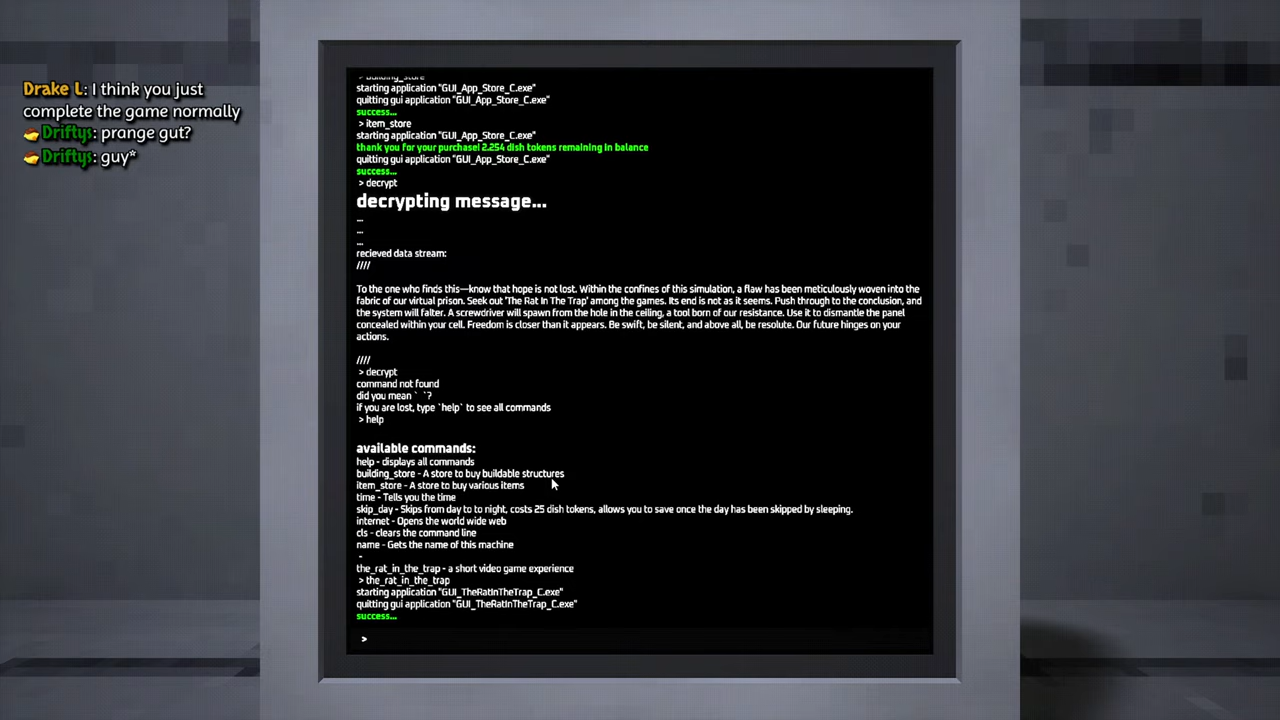 Drake L: I think you just
complete the game normally
Driftys: prange gut?
Driftys: guy*
> building_store
starting application "GUI_App_Store_C.exe"
quitting gui application "GUI_App_Store_C.exe"
success...
> item_store
starting application "GUI_App_Store_C.exe"
thank you for your purchase! 2,254 dish tokens remaining in balance
quitting gui application "GUI_App_Store_C.exe"
success...
> decrypt
decrypting message...
...
...
...
recieved data stream:
////
To the one who finds this—know that hope is not lost. Within the confines of this simulation, a flaw has been meticulously woven into the
fabric of our virtual prison. Seek out 'The Rat In The Trap' among the games. Its end is not as it seems. Push through to the conclusion, and
the system will falter. A screwdriver will spawn from the hole in the ceiling, a tool born of our resistance. Use it to dismantle the panel
concealed within your cell. Freedom is closer than it appears. Be swift, be silent, and above all, be resolute. Our future hinges on your
actions.
////
> decrypt
command not found
did you mean ` `?
if you are lost, type `help` to see all commands
> help
available commands:
help - displays all commands
building_store - A store to buy buildable structures
item_store - A store to buy various items
time - Tells you the time
skip_day - Skips from day to to night, costs 25 dish tokens, allows you to save once the day has been skipped by sleeping.
internet - Opens the world wide web
cls - clears the command line
name - Gets the name of this machine
-
the_rat_in_the_trap - a short video game experience
> the_rat_in_the_trap
starting application "GUI_TheRatInTheTrap_C.exe"
quitting gui application "GUI_TheRatInTheTrap_C.exe"
success...
>